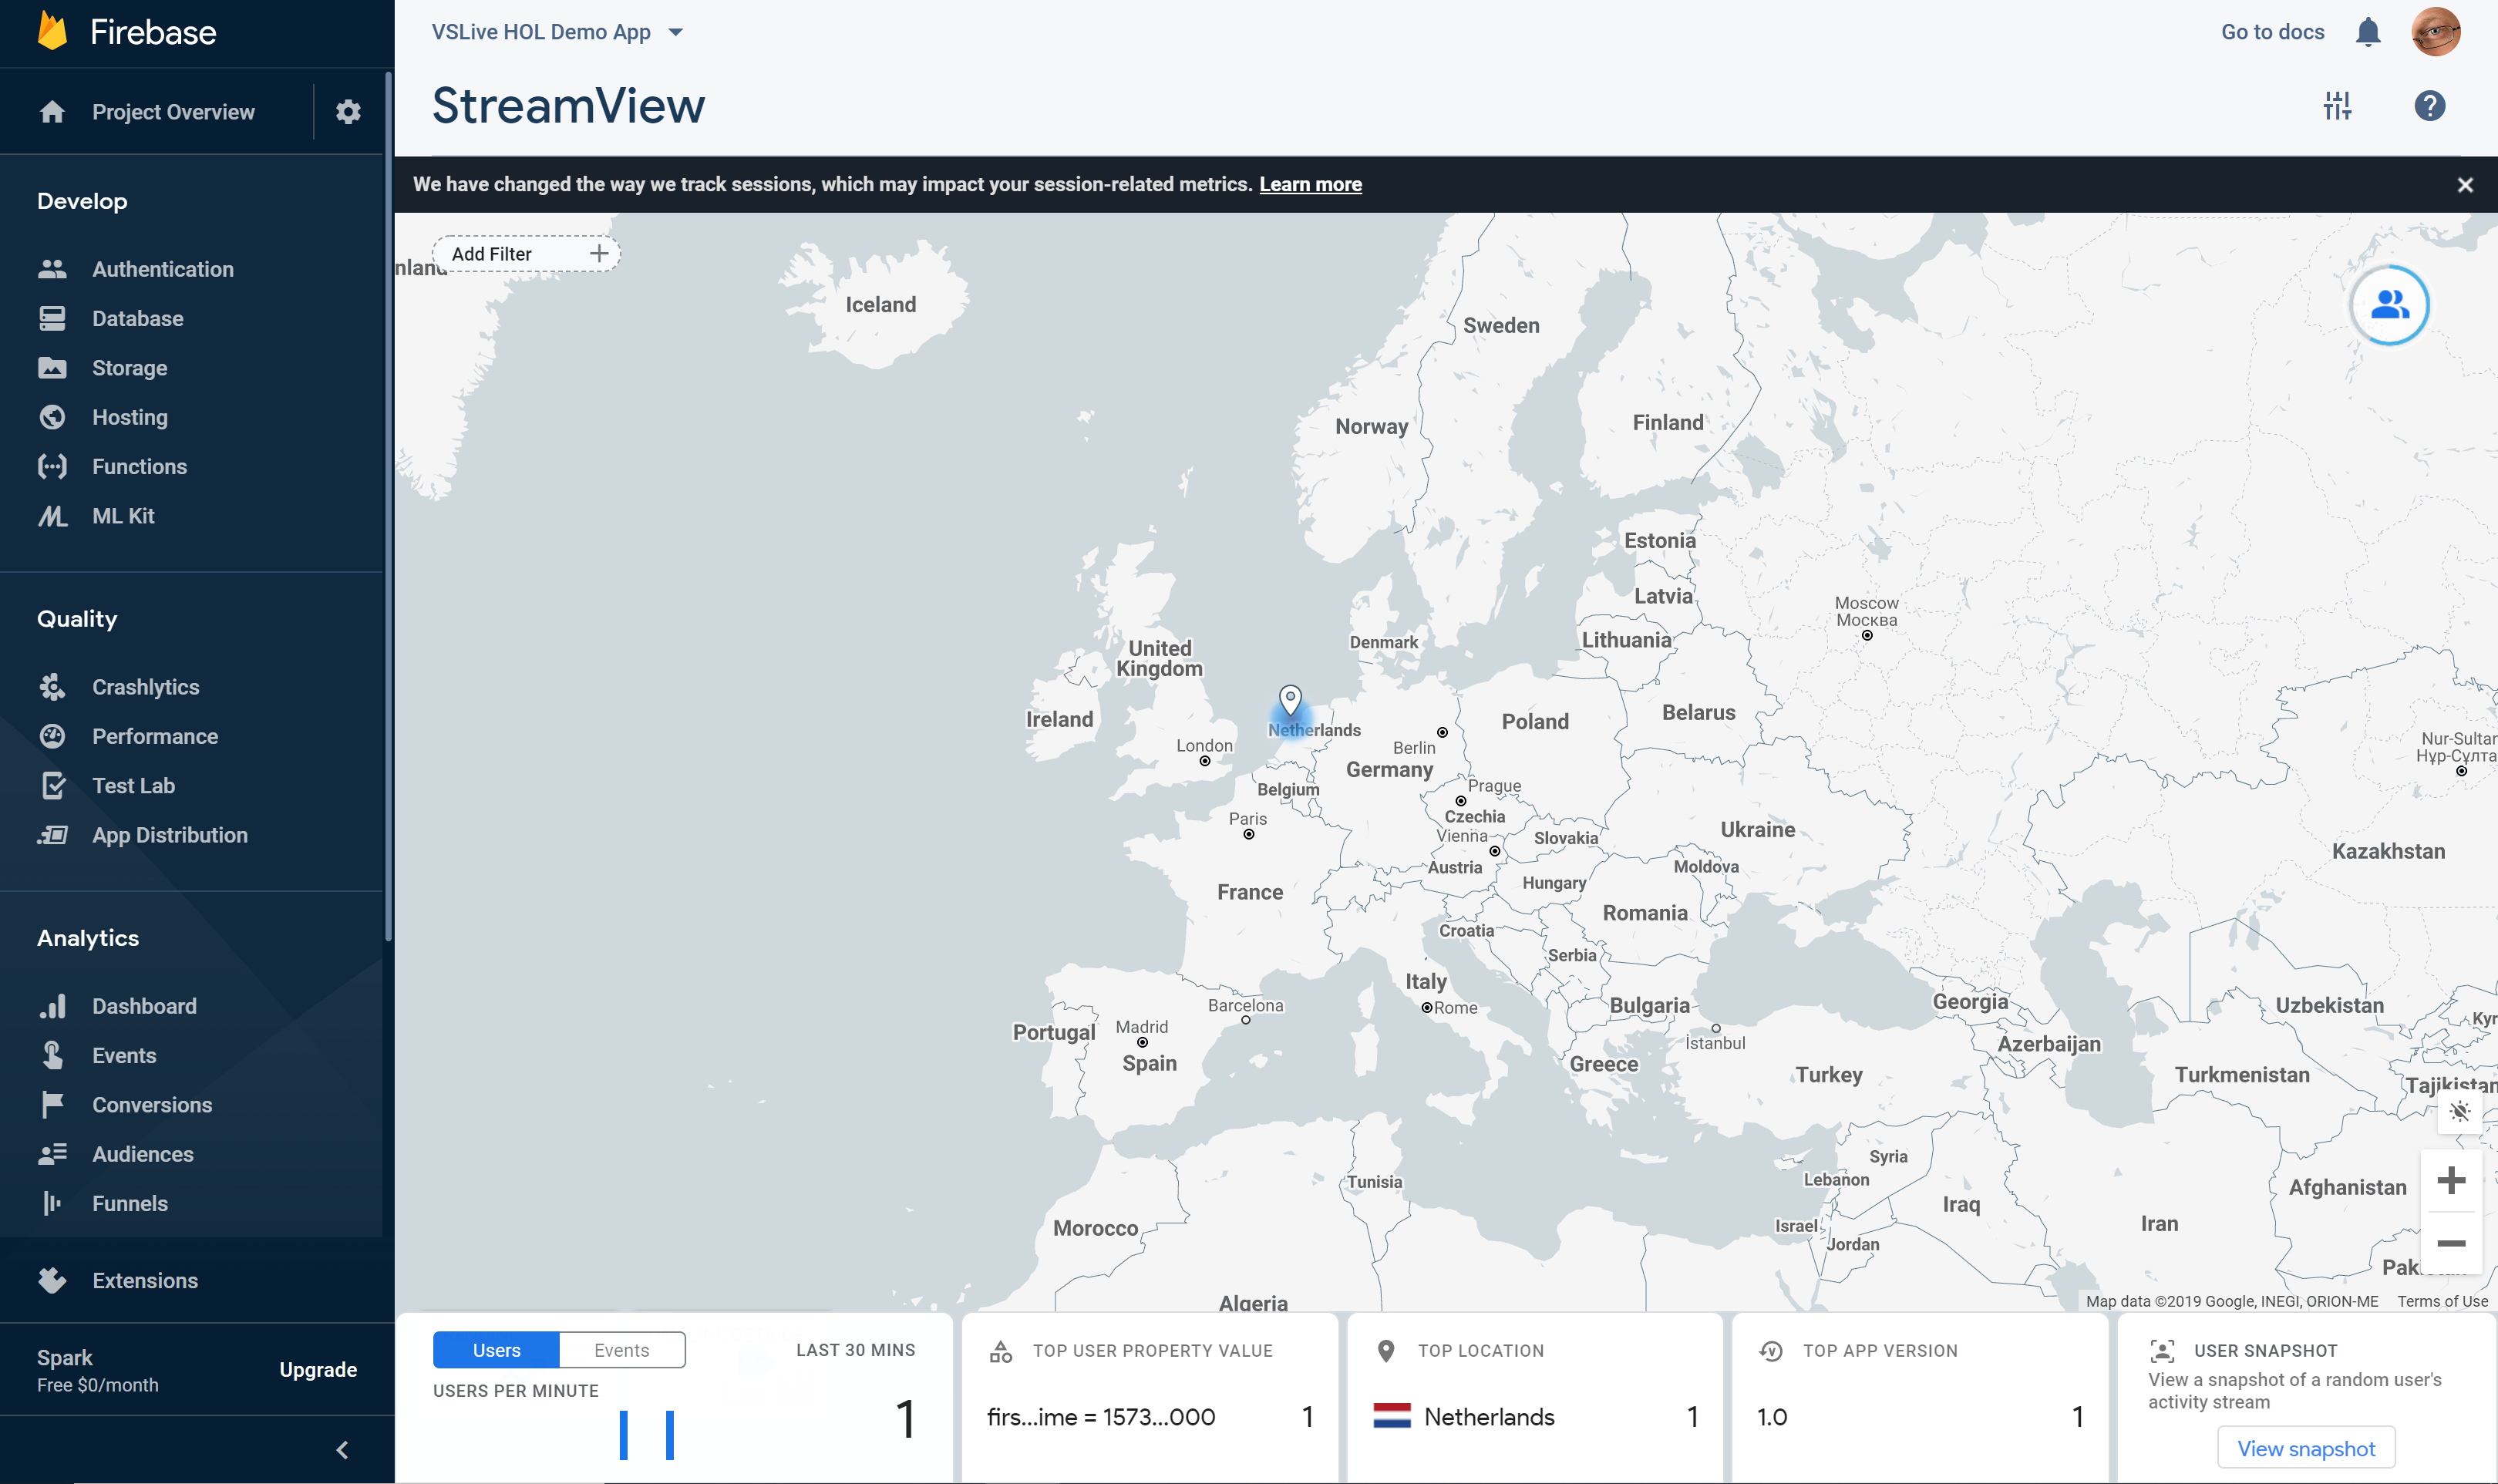 Firebase
Project Overview
Develop
Authentication
Database
Storage
Hosting
Functions
ML Kit
Quality
Crashlytics
Performance
Test Lab
App Distribution
Analytics
Dashboard
Events
Conversions
Audiences
Funnels
Extensions
Spark
Free $0/month
Upgrade
VSLive HOL Demo App
Go to docs
StreamView
We have changed the way we track sessions, which may impact your session-related metrics. Learn more
Add Filter
nland
Iceland
Sweden
Norway
Finland
Estonia
Latvia
Moscow
Москва
Lithuania
Denmark
United
Kingdom
Ireland
Netherlands
London
Berlin
Poland
Belarus
Germany
Belgium
Prague
Czechia
Paris
Vienna
Slovakia
Ukraine
Nur-Sultan
Нур-Султа
Kazakhstan
Austria
Moldova
Hungary
France
Romania
Croatia
Serbia
Italy
Rome
Barcelona
Bulgaria
Georgia
Uzbekistan
Kyr
Portugal
Madrid
Spain
İstanbul
Azerbaijan
Greece
Turkey
Turkmenistan
Tajikistan
Syria
Lebanon
Tunisia
Afghanistan
Iraq
Israel
Iran
Morocco
Jordan
Algeria
Map data ©2019 Google, INEGI, ORION-ME Terms of Use
Users
Events
LAST 30 MINS
USERS PER MINUTE
1
TOP USER PROPERTY VALUE
firs...ime = 1573...000 1
TOP LOCATION
Netherlands 1
TOP APP VERSION
1.0 1
USER SNAPSHOT
View a snapshot of a random user's
activity stream
View snapshot